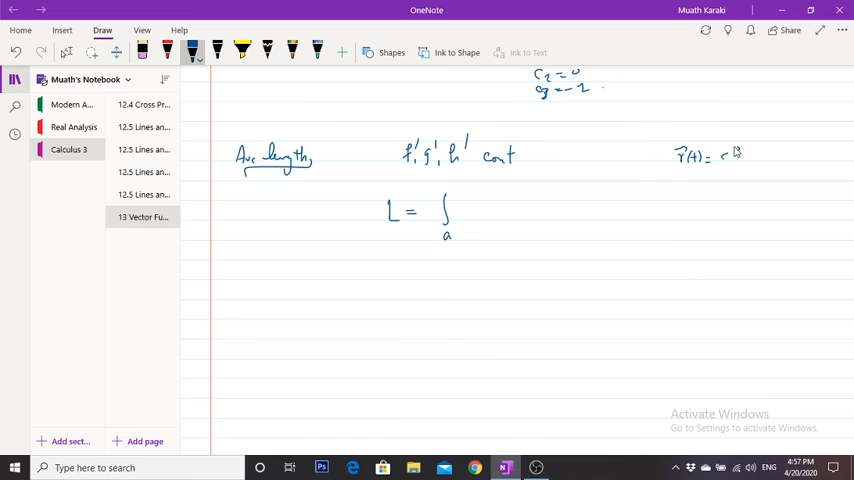 OneNote
Muath Karaki
Home Insert Draw View Help
Shapes Ink to Shape Ink to Text Share
Muath's Notebook
Modern A...
Real Analysis
Calculus 3
12.4 Cross Pr...
12.5 Lines an...
12.5 Lines an...
12.5 Lines an...
12.5 Lines an...
13 Vector Fu...
C₂ = 0
Arc length, f', g', h' cont r⃗(t) = <
L = ∫
a
Activate Windows
Go to Settings to activate Windows.
Add sect... Add page
Type here to search
ENG
4:57 PM
4/20/2020